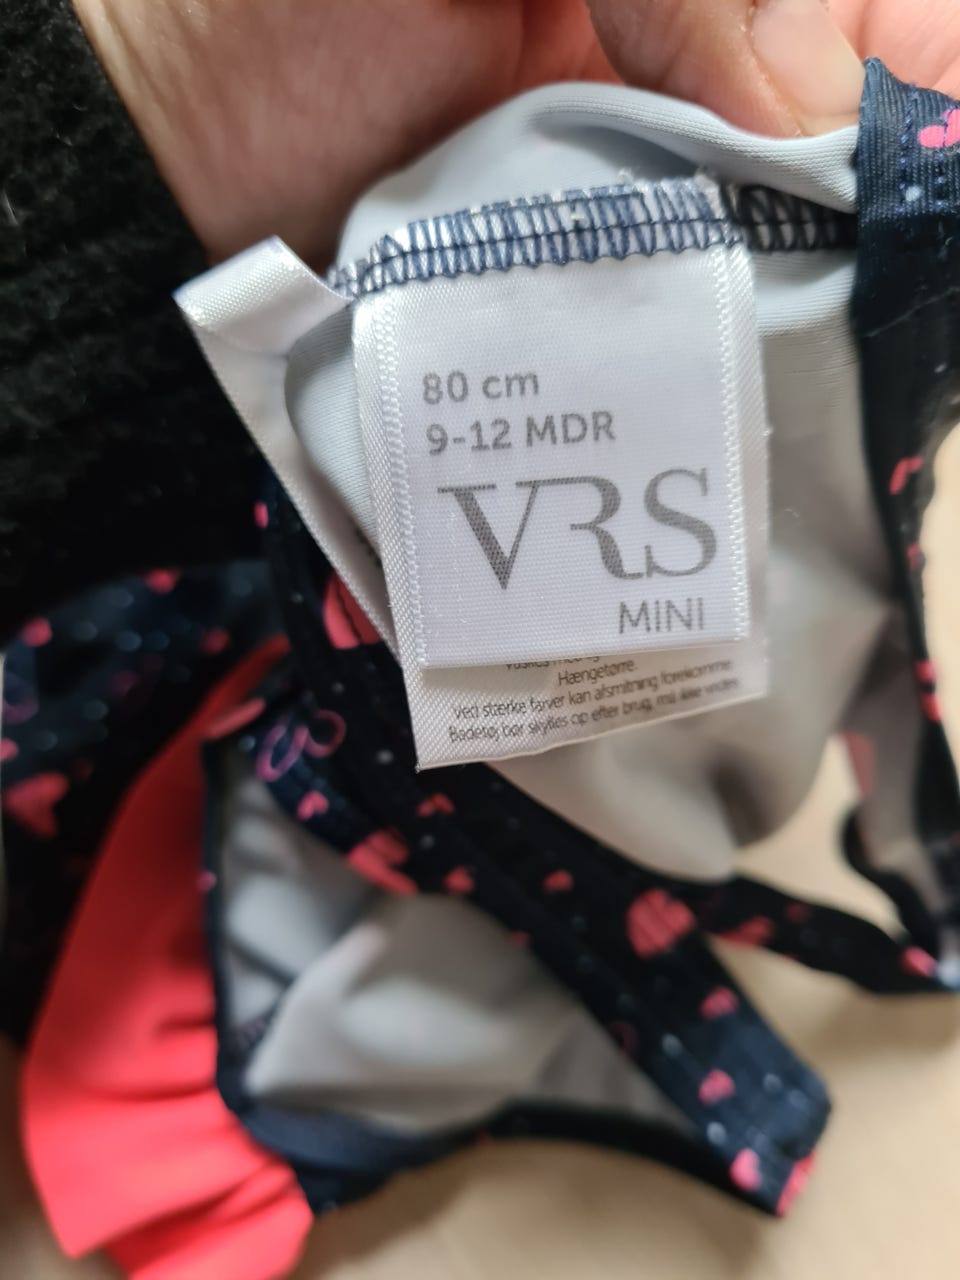 80 cm
9-12 MDR
VRS
MINI
Hængetørre.
Ved stærke farver kan afsmitning forekomme.
Badetøj bør skylles op efter brug, må ikke vrides.